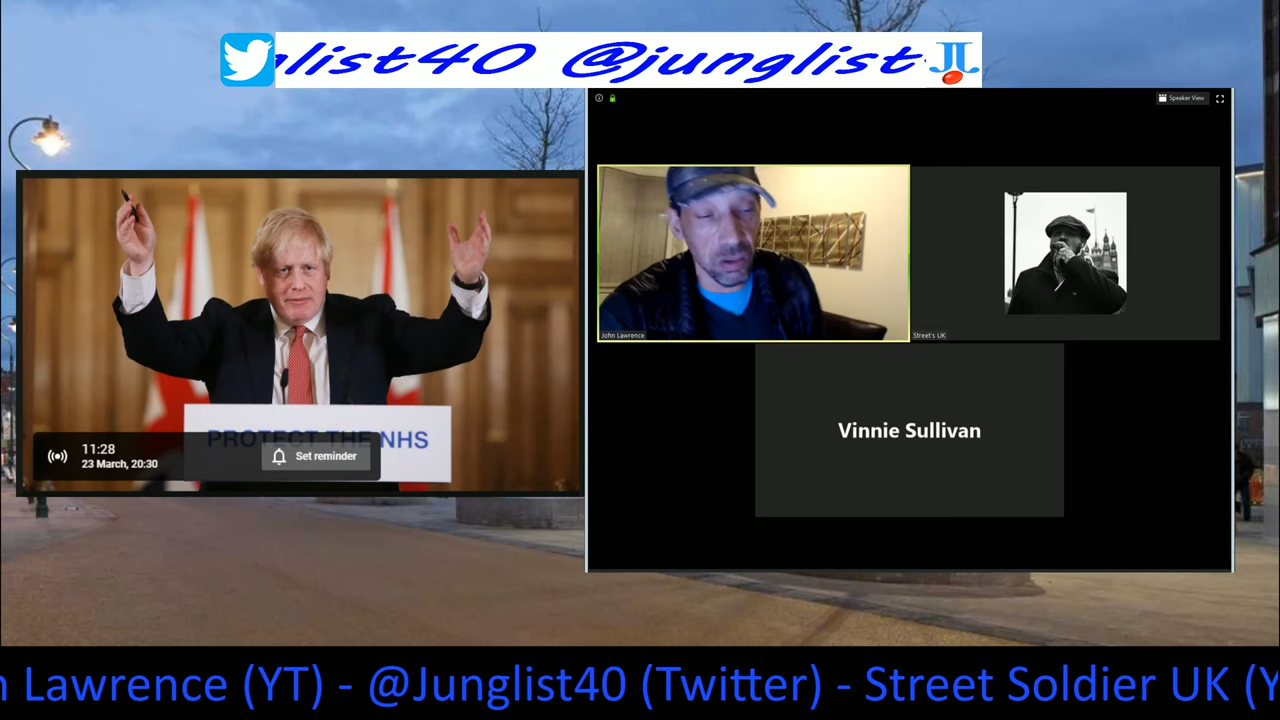 glist40 @junglist
Speaker View
John Lawrence
Street's UK
PROTECT THE NHS
11:28
23 March, 20:30
Set reminder
Vinnie Sullivan
Lawrence (YT) - @Junglist40 (Twitter) - Street Soldier UK (Y